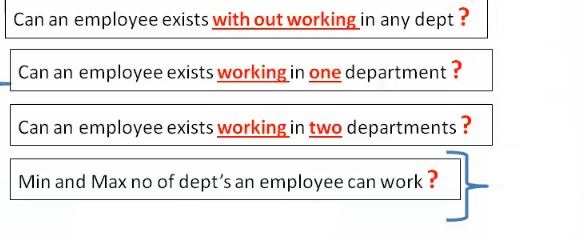 Can an employee exists with out working in any dept ?
Can an employee exists working in one department ?
Can an employee exists working in two departments ?
Min and Max no of dept's an employee can work ?